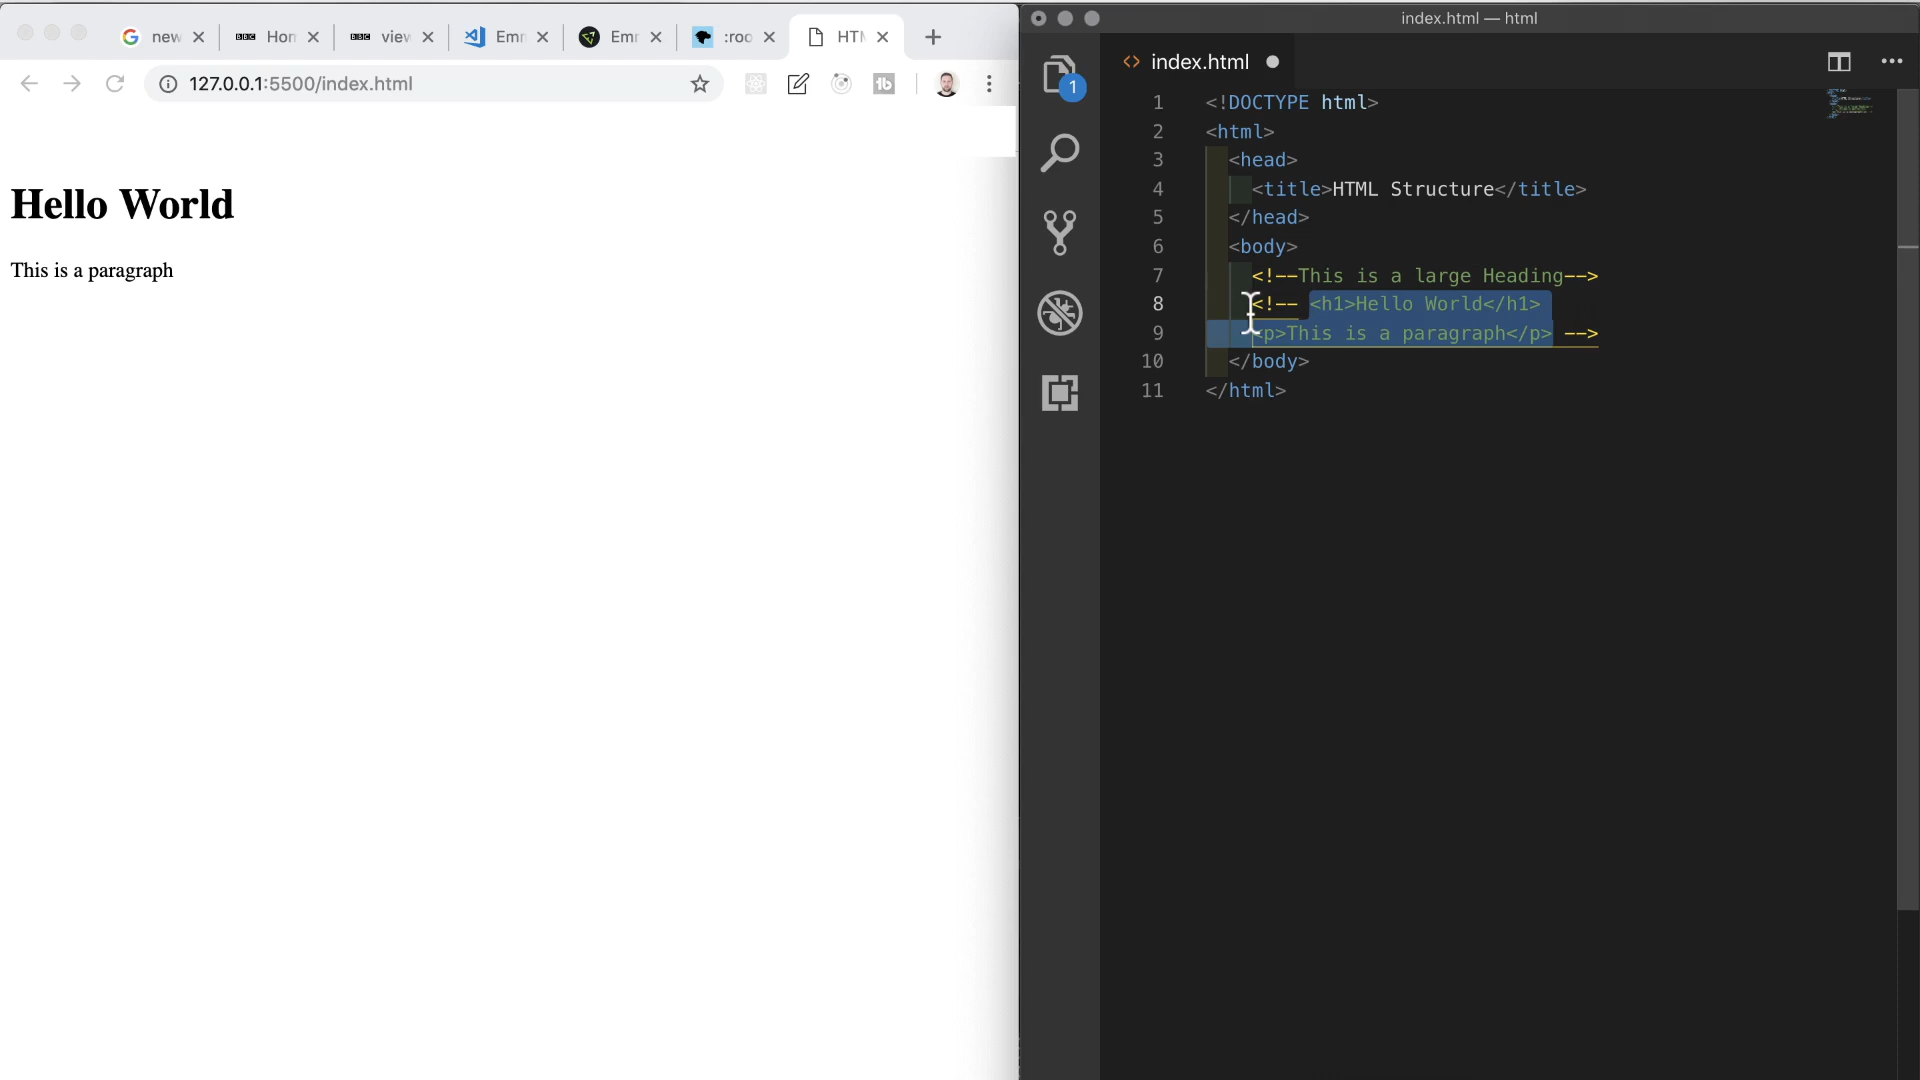 new
Hon
view
Emr
Emr
:roo
HTM
127.0.0.1:5500/index.html
Hello World
This is a paragraph
index.html — html
1
index.html
1 <!DOCTYPE html>
2 <html>
3 <head>
4 <title>HTML Structure</title>
5 </head>
6 <body>
7 <!--This is a large Heading-->
8 <!-- <h1>Hello World</h1>
9 <p>This is a paragraph</p> -->
10 </body>
11 </html>